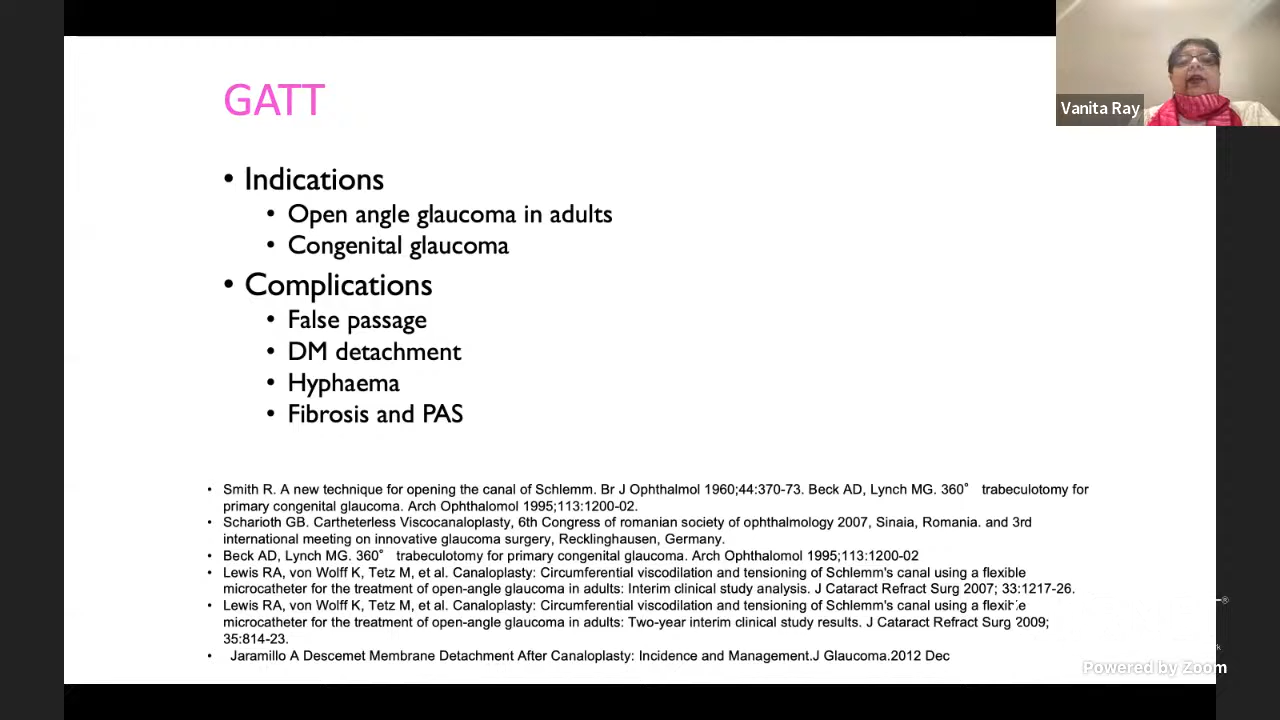 GATT
Vanita Ray
• Indications
• Open angle glaucoma in adults
• Congenital glaucoma
• Complications
• False passage
• DM detachment
• Hyphaema
• Fibrosis and PAS
• Smith R. A new technique for opening the canal of Schlemm. Br J Ophthalmol 1960;44:370-73. Beck AD, Lynch MG. 360° trabeculotomy for
primary congenital glaucoma. Arch Ophthalomol 1995;113:1200-02.
• Scharioth GB. Cartheterless Viscocanaloplasty, 6th Congress of romanian society of ophthalmology 2007, Sinaia, Romania. and 3rd
international meeting on innovative glaucoma surgery, Recklinghausen, Germany.
• Beck AD, Lynch MG. 360° trabeculotomy for primary congenital glaucoma. Arch Ophthalomol 1995;113:1200-02
• Lewis RA, von Wolff K, Tetz M, et al. Canaloplasty: Circumferential viscodilation and tensioning of Schlemm's canal using a flexible
microcatheter for the treatment of open-angle glaucoma in adults: Interim clinical study analysis. J Cataract Refract Surg 2007; 33:1217-26.
• Lewis RA, von Wolff K, Tetz M, et al. Canaloplasty: Circumferential viscodilation and tensioning of Schlemm's canal using a flexible
microcatheter for the treatment of open-angle glaucoma in adults: Two-year interim clinical study results. J Cataract Refract Surg 2009;
35:814-23.
• Jaramillo A Descemet Membrane Detachment After Canaloplasty: Incidence and Management.J Glaucoma.2012 Dec
Powered by Zoom